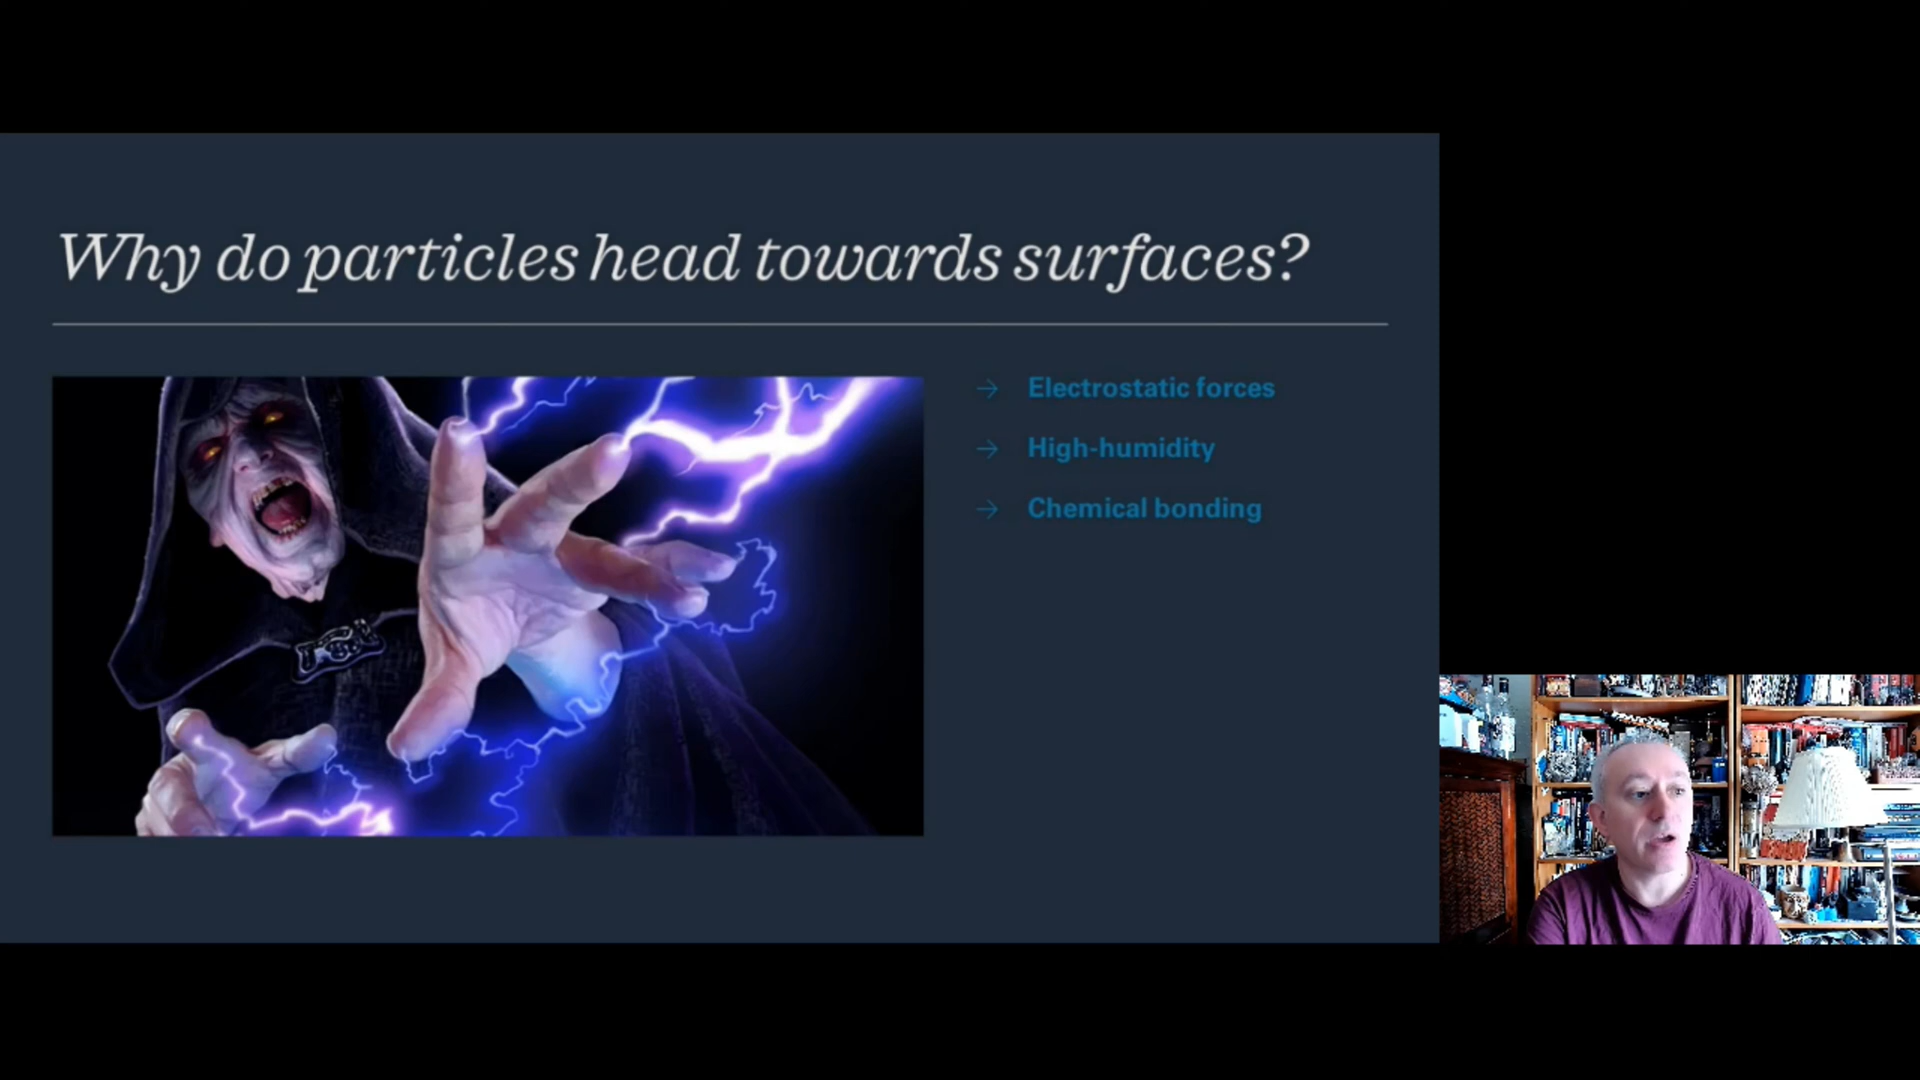 Why do particles head towards surfaces?
→ Electrostatic forces
→ High-humidity
→ Chemical bonding